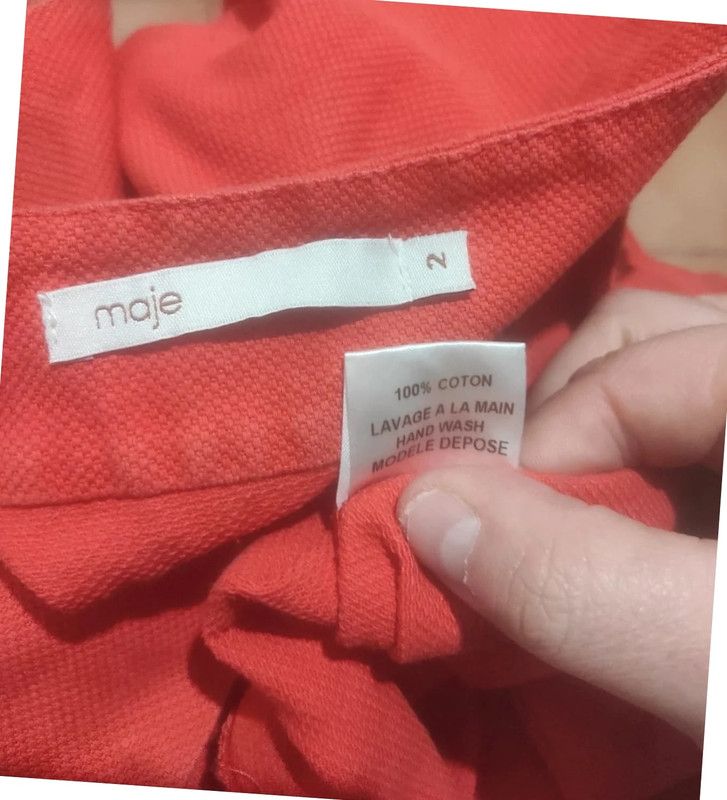 maje
2
100% COTON
LAVAGE A LA MAIN
HAND WASH
MODELE DEPOSE